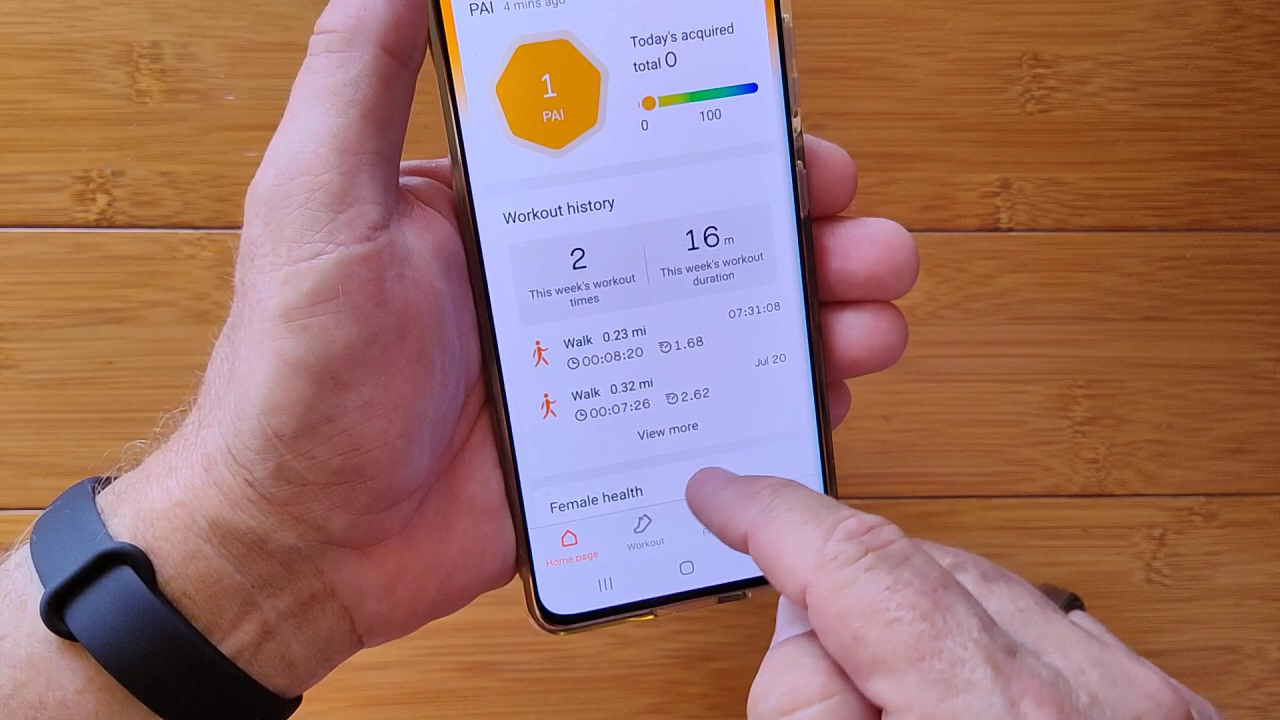 PAI 4 mins ago
1
PAI
Today's acquired
total 0
0 100
Workout history
2
This week's workout
times
16 m
This week's workout
duration
Walk 0.23 mi
07:31:08
00:08:20 1.68
Walk 0.32 mi
Jul 20
00:07:26 2.62
View more
Female health
Home page
Workout